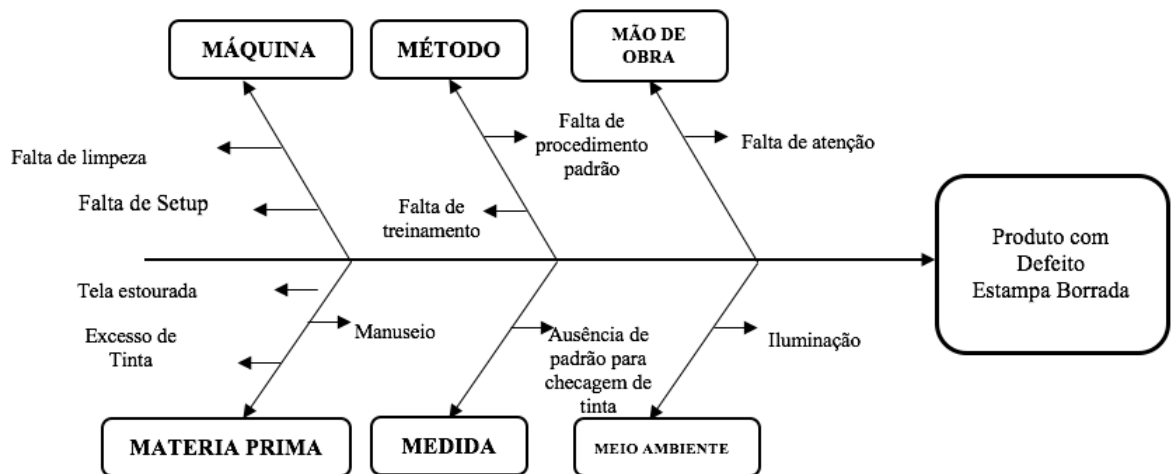 MÁQUINA
MÉTODO
MÃO DE
OBRA
Falta de limpeza
Falta de Setup
Falta de
procedimento
padrão
Falta de
treinamento
Falta de atenção
Produto com
Defeito
Estampa Borrada
Tela estourada
Excesso de
Tinta
Manuseio
Ausência de
padrão para
checagem de
tinta
Iluminação
MATERIA PRIMA
MEDIDA
MEIO AMBIENTE